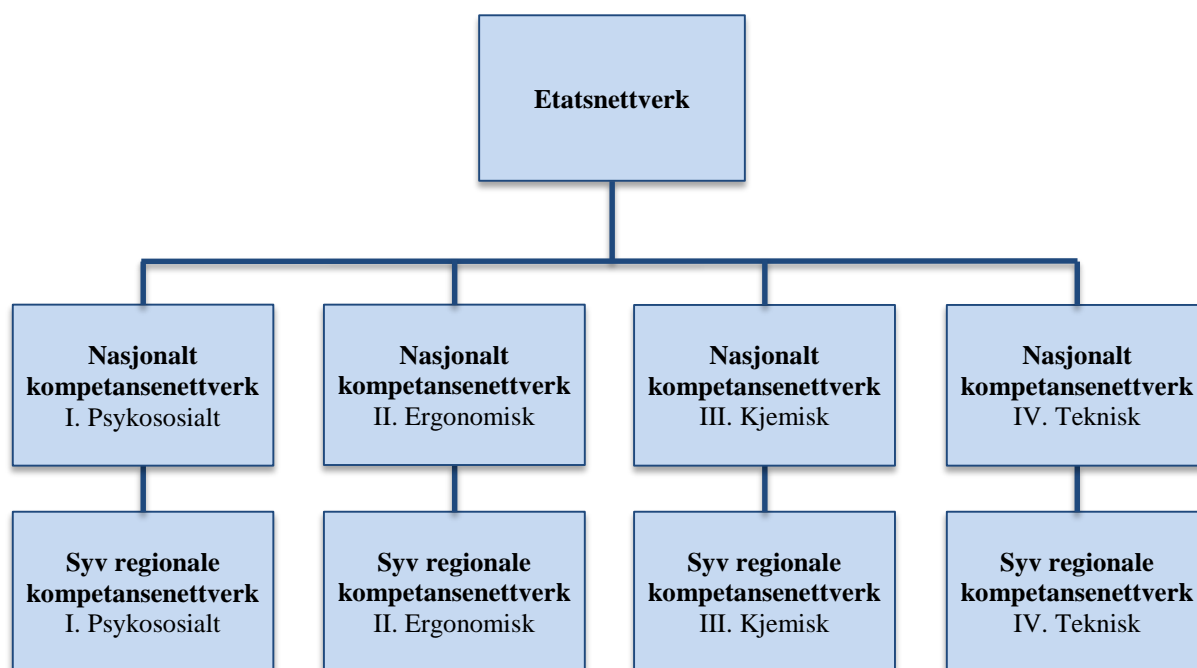 Etatsnettverk
Nasjonalt
kompetansenettverk
I. Psykososialt
Nasjonalt
kompetansenettverk
II. Ergonomisk
Nasjonalt
kompetansenettverk
III. Kjemisk
Nasjonalt
kompetansenettverk
IV. Teknisk
Syv regionale
kompetansenettverk
I. Psykososialt
Syv regionale
kompetansenettverk
II. Ergonomisk
Syv regionale
kompetansenettverk
III. Kjemisk
Syv regionale
kompetansenettverk
IV. Teknisk